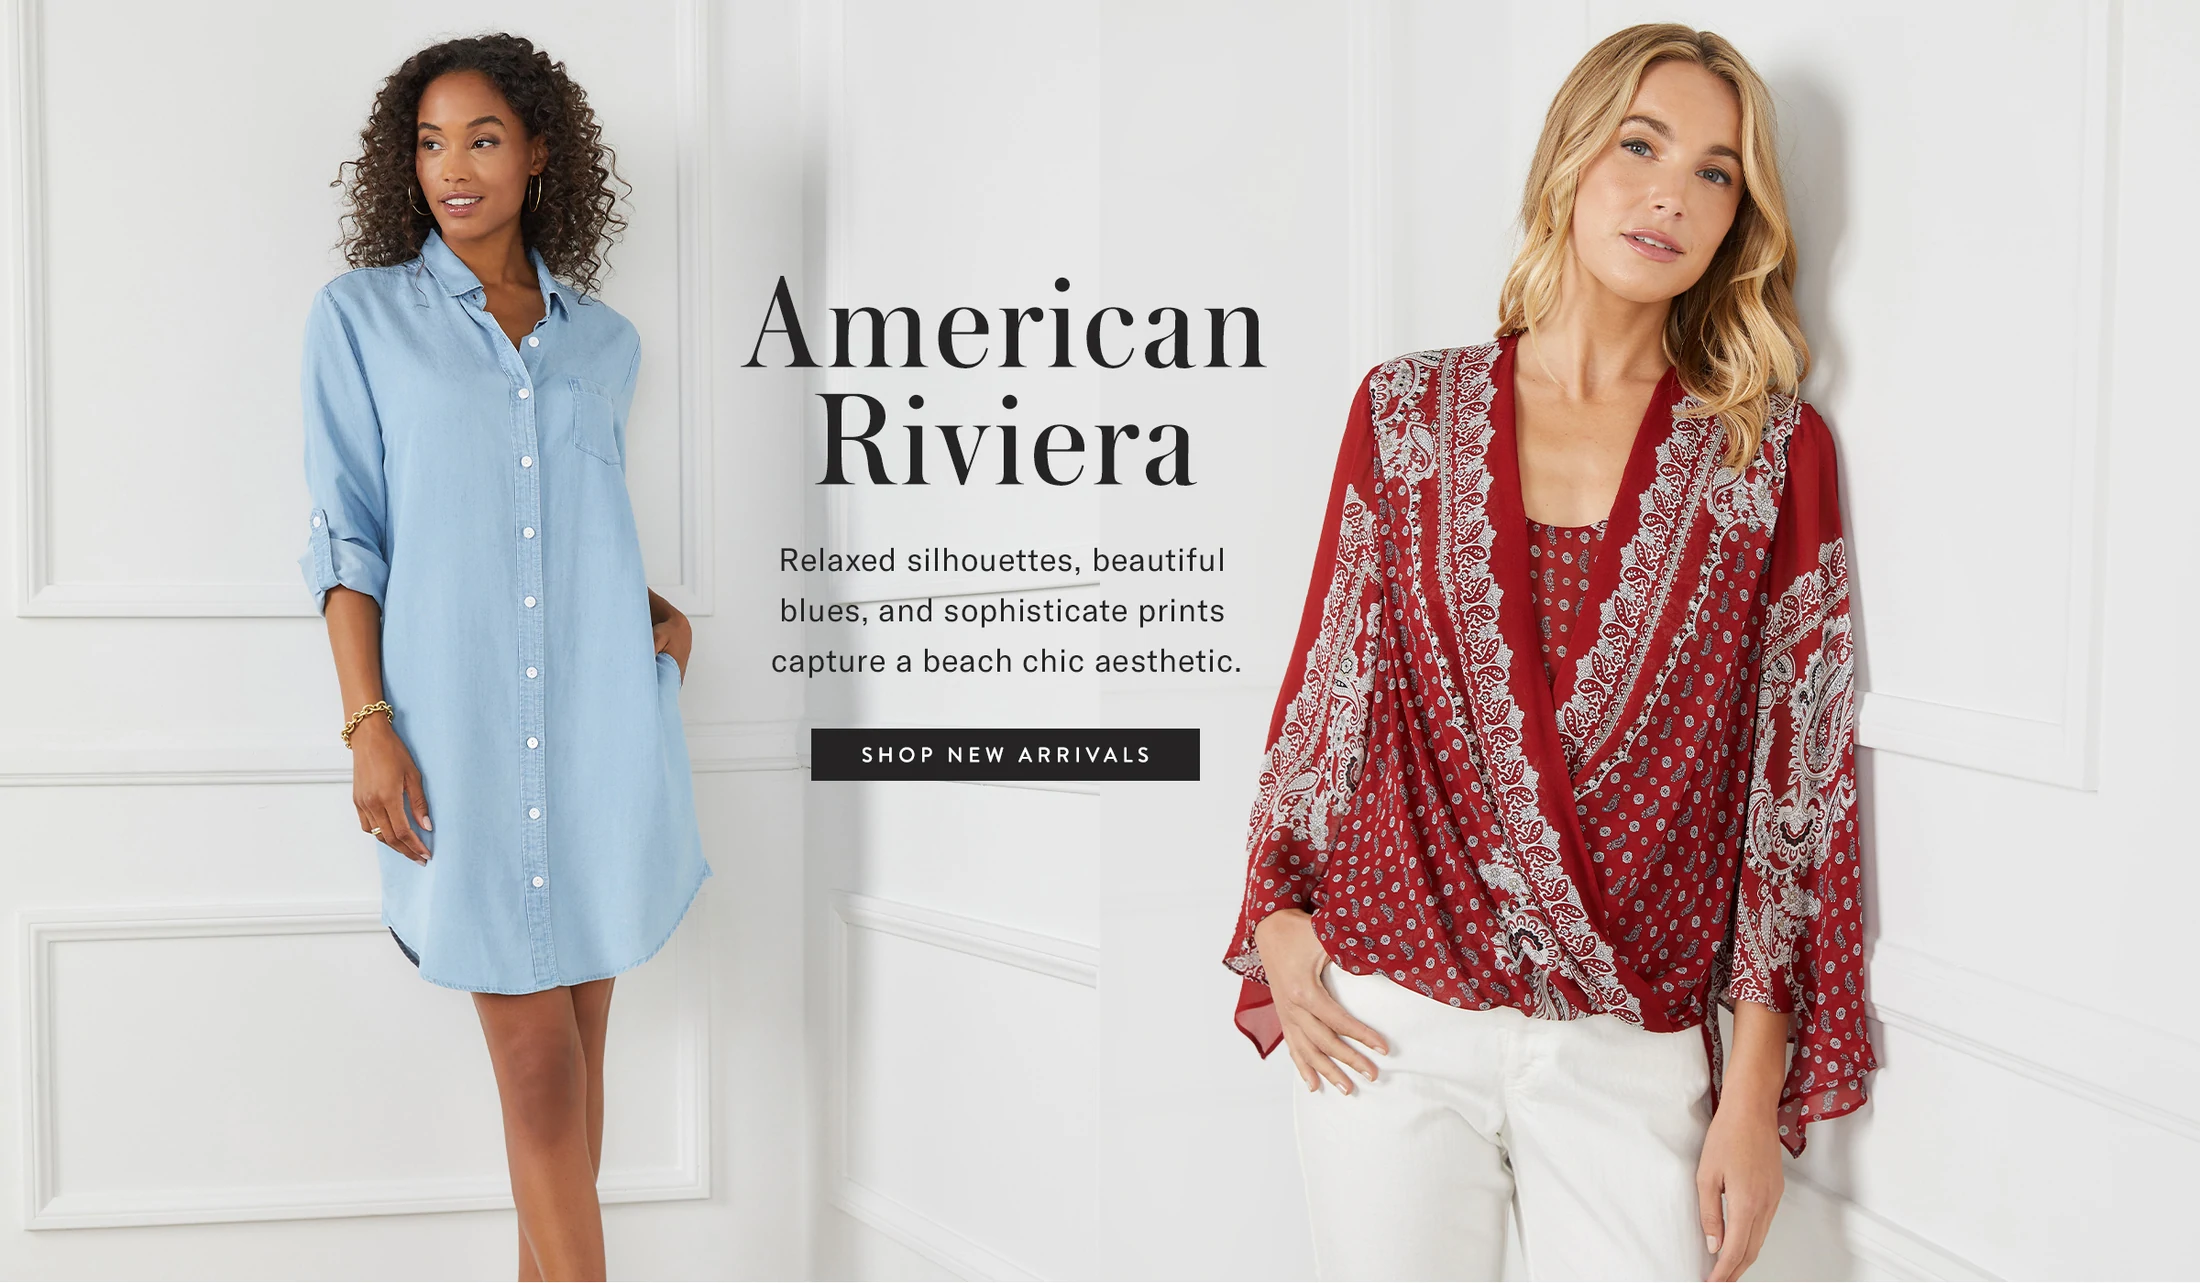 American
Riviera
Relaxed silhouettes, beautiful
blues, and sophisticate prints
capture a beach chic aesthetic.
SHOP NEW ARRIVALS